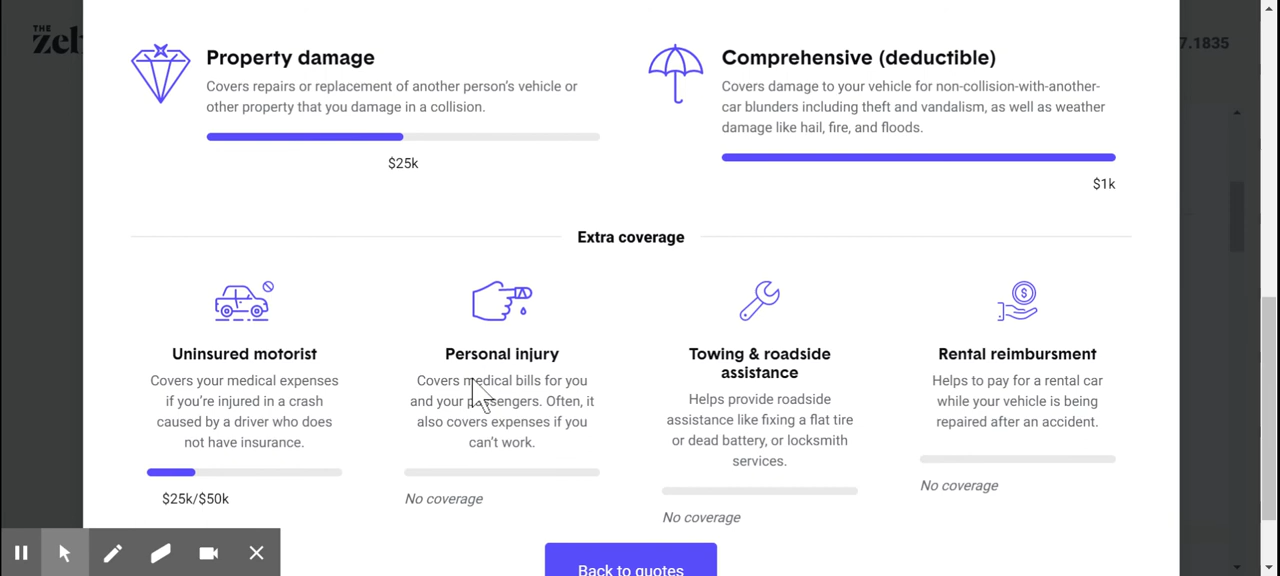 THE
zeb
7.1835
Property damage
Covers repairs or replacement of another person's vehicle or
other property that you damage in a collision.
$25k
Comprehensive (deductible)
Covers damage to your vehicle for non-collision-with-another-
car blunders including theft and vandalism, as well as weather
damage like hail, fire, and floods.
$1k
Extra coverage
Uninsured motorist
Covers your medical expenses
if you're injured in a crash
caused by a driver who does
not have insurance.
$25k/$50k
Personal injury
Covers medical bills for you
and your passengers. Often, it
also covers expenses if you
can't work.
No coverage
Towing & roadside
assistance
Helps provide roadside
assistance like fixing a flat tire
or dead battery, or locksmith
services.
No coverage
Rental reimbursment
Helps to pay for a rental car
while your vehicle is being
repaired after an accident.
No coverage
Back to quotes